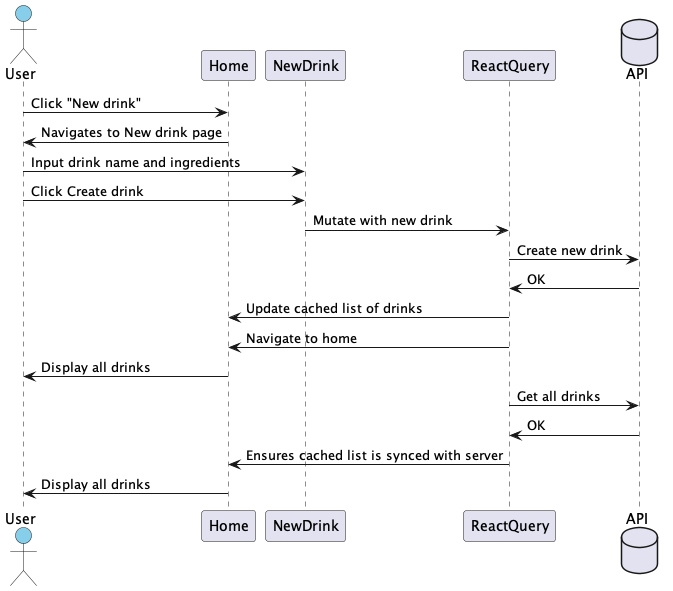 User
Home
NewDrink
ReactQuery
API
Click "New drink"
Navigates to New drink page
Input drink name and ingredients
Click Create drink
Mutate with new drink
Create new drink
OK
Update cached list of drinks
Navigate to home
Display all drinks
Get all drinks
OK
Ensures cached list is synced with server
Display all drinks
User
Home
NewDrink
ReactQuery
API